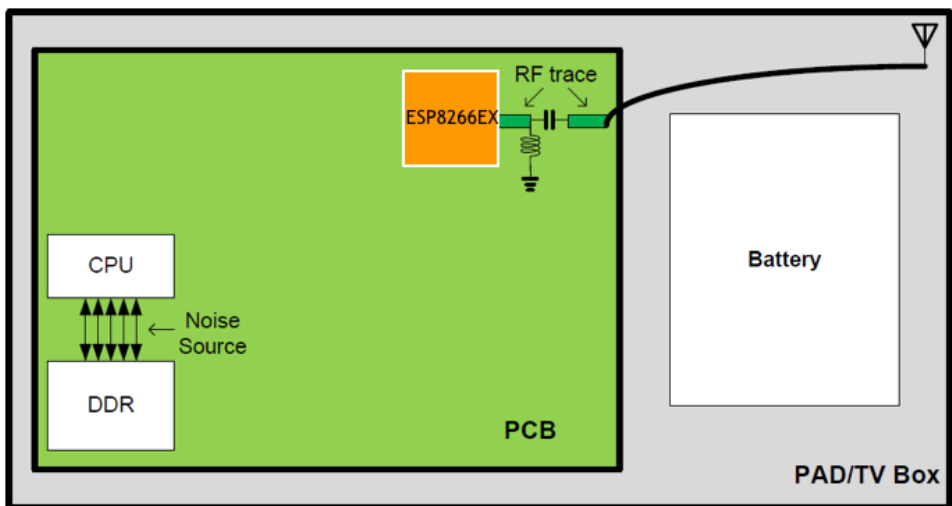 RF trace
ESP8266EX
CPU
Noise
Source
DDR
Battery
PCB
PAD/TV Box